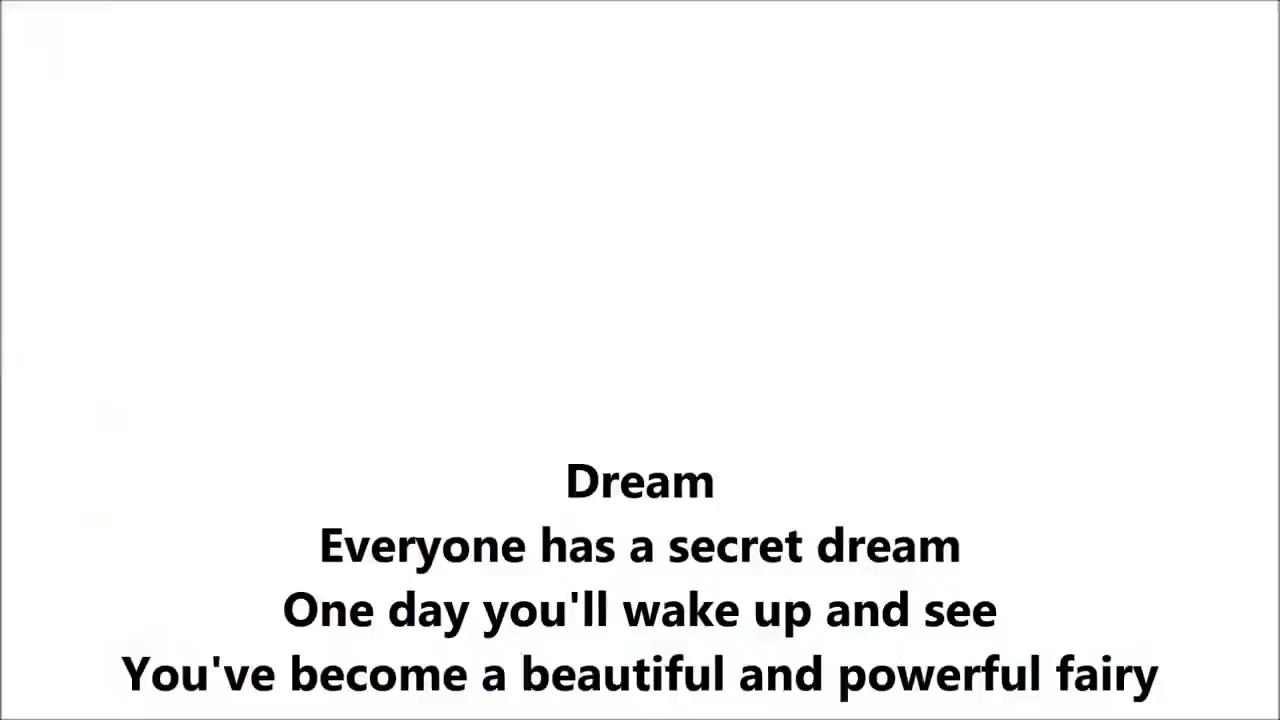 Dream
Everyone has a secret dream
One day you'll wake up and see
You've become a beautiful and powerful fairy